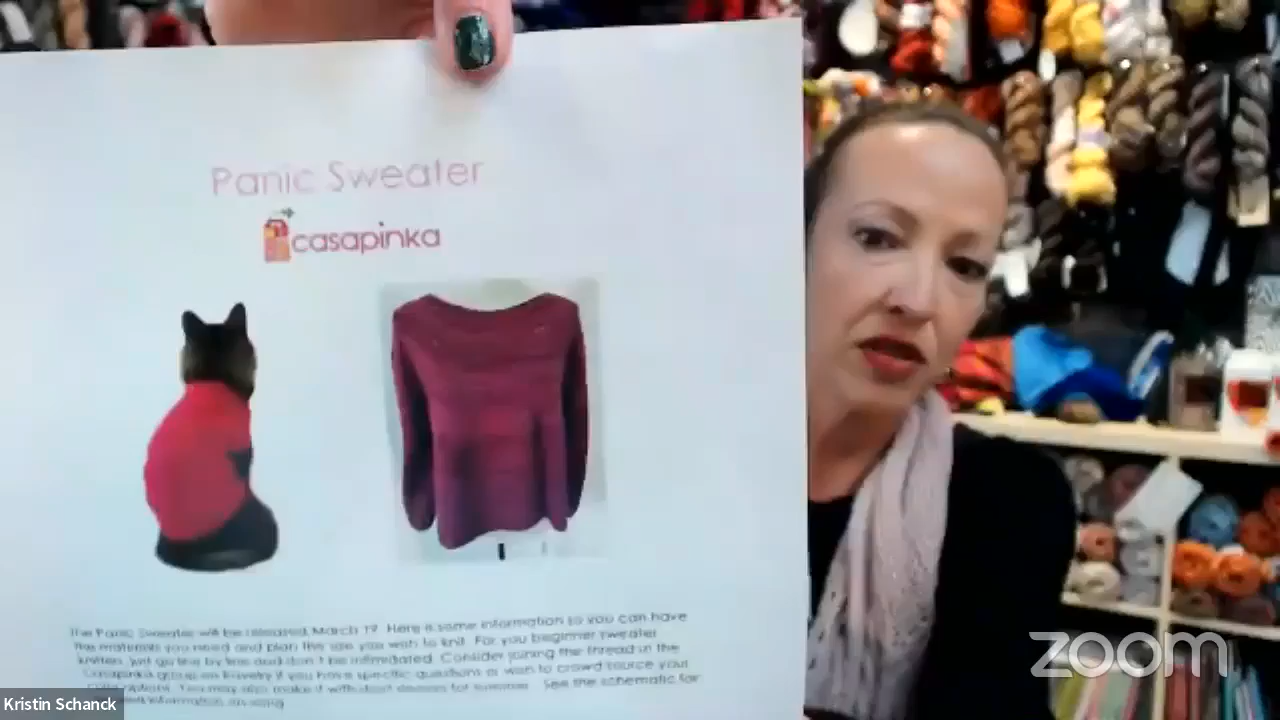 Panic Sweater
casapinka
The Panic Sweater will be released March 19. Here is some information so you can have
the materials you need and plan the size you wish to knit. For you beginner sweater
knitters, just go line by line and don't be intimidated. Consider joining the thread in the
Casapinka group on Ravelry if you have specific questions or wish to crowd source your
options. You may also make it with short sleeves for summer. See the schematic for
information
Kristin Schanck
zoom